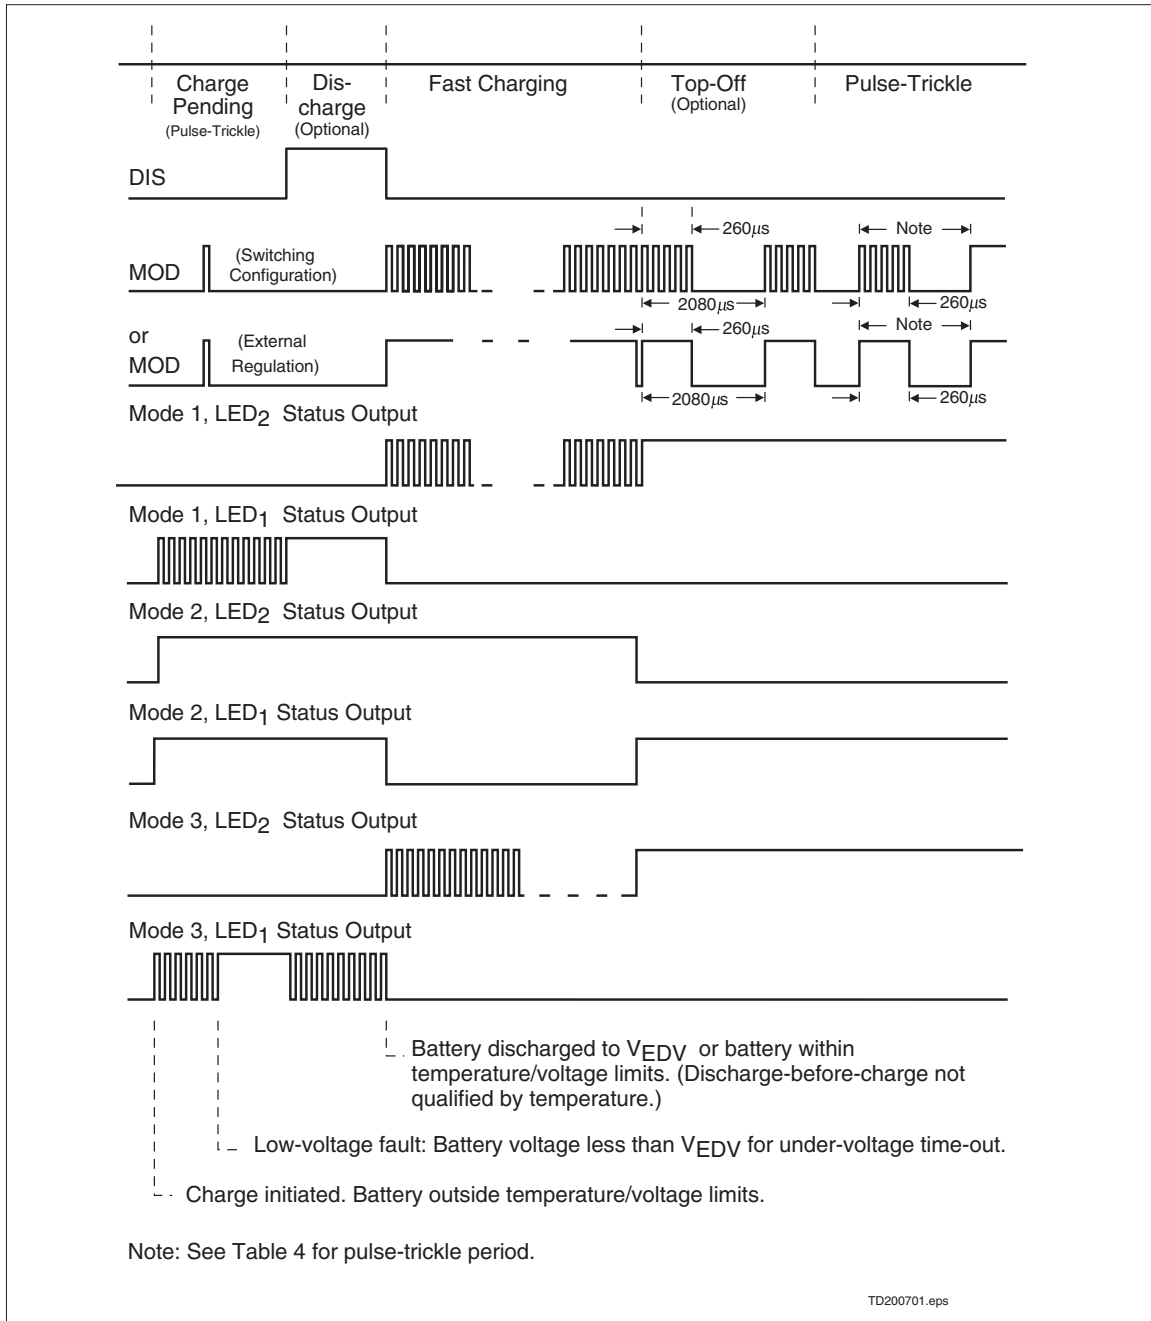 Charge Pending (Pulse-Trickle)
Dis-charge (Optional)
Fast Charging
Top-Off (Optional)
Pulse-Trickle
DIS
260μs
Note
MOD
(Switching Configuration)
2080μs
260μs
or
MOD
(External Regulation)
260μs
Note
2080μs
260μs
Mode 1, LED2 Status Output
Mode 1, LED1 Status Output
Mode 2, LED2 Status Output
Mode 2, LED1 Status Output
Mode 3, LED2 Status Output
Mode 3, LED1 Status Output
Battery discharged to VEDV or battery within
temperature/voltage limits. (Discharge-before-charge not
qualified by temperature.)
Low-voltage fault: Battery voltage less than VEDV for under-voltage time-out.
Charge initiated. Battery outside temperature/voltage limits.
Note: See Table 4 for pulse-trickle period.
TD200701.eps